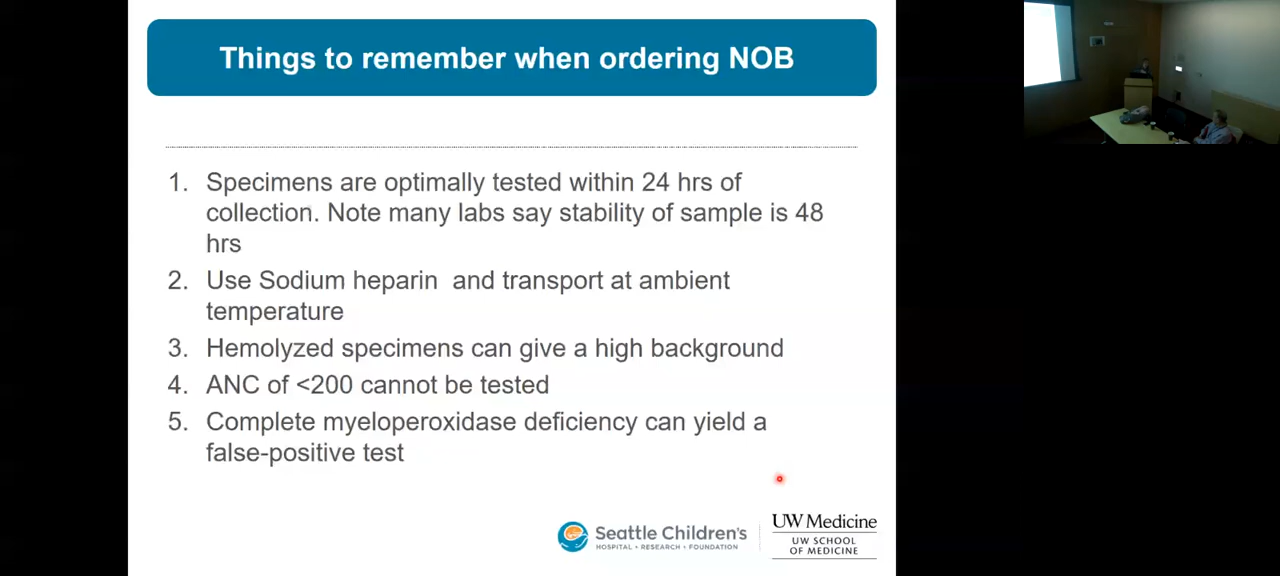 Things to remember when ordering NOB
1. Specimens are optimally tested within 24 hrs of
collection. Note many labs say stability of sample is 48
hrs
2. Use Sodium heparin and transport at ambient
temperature
3. Hemolyzed specimens can give a high background
4. ANC of <200 cannot be tested
5. Complete myeloperoxidase deficiency can yield a
false-positive test
Seattle Children's
HOSPITAL • RESEARCH • FOUNDATION
UW Medicine
UW SCHOOL
OF MEDICINE